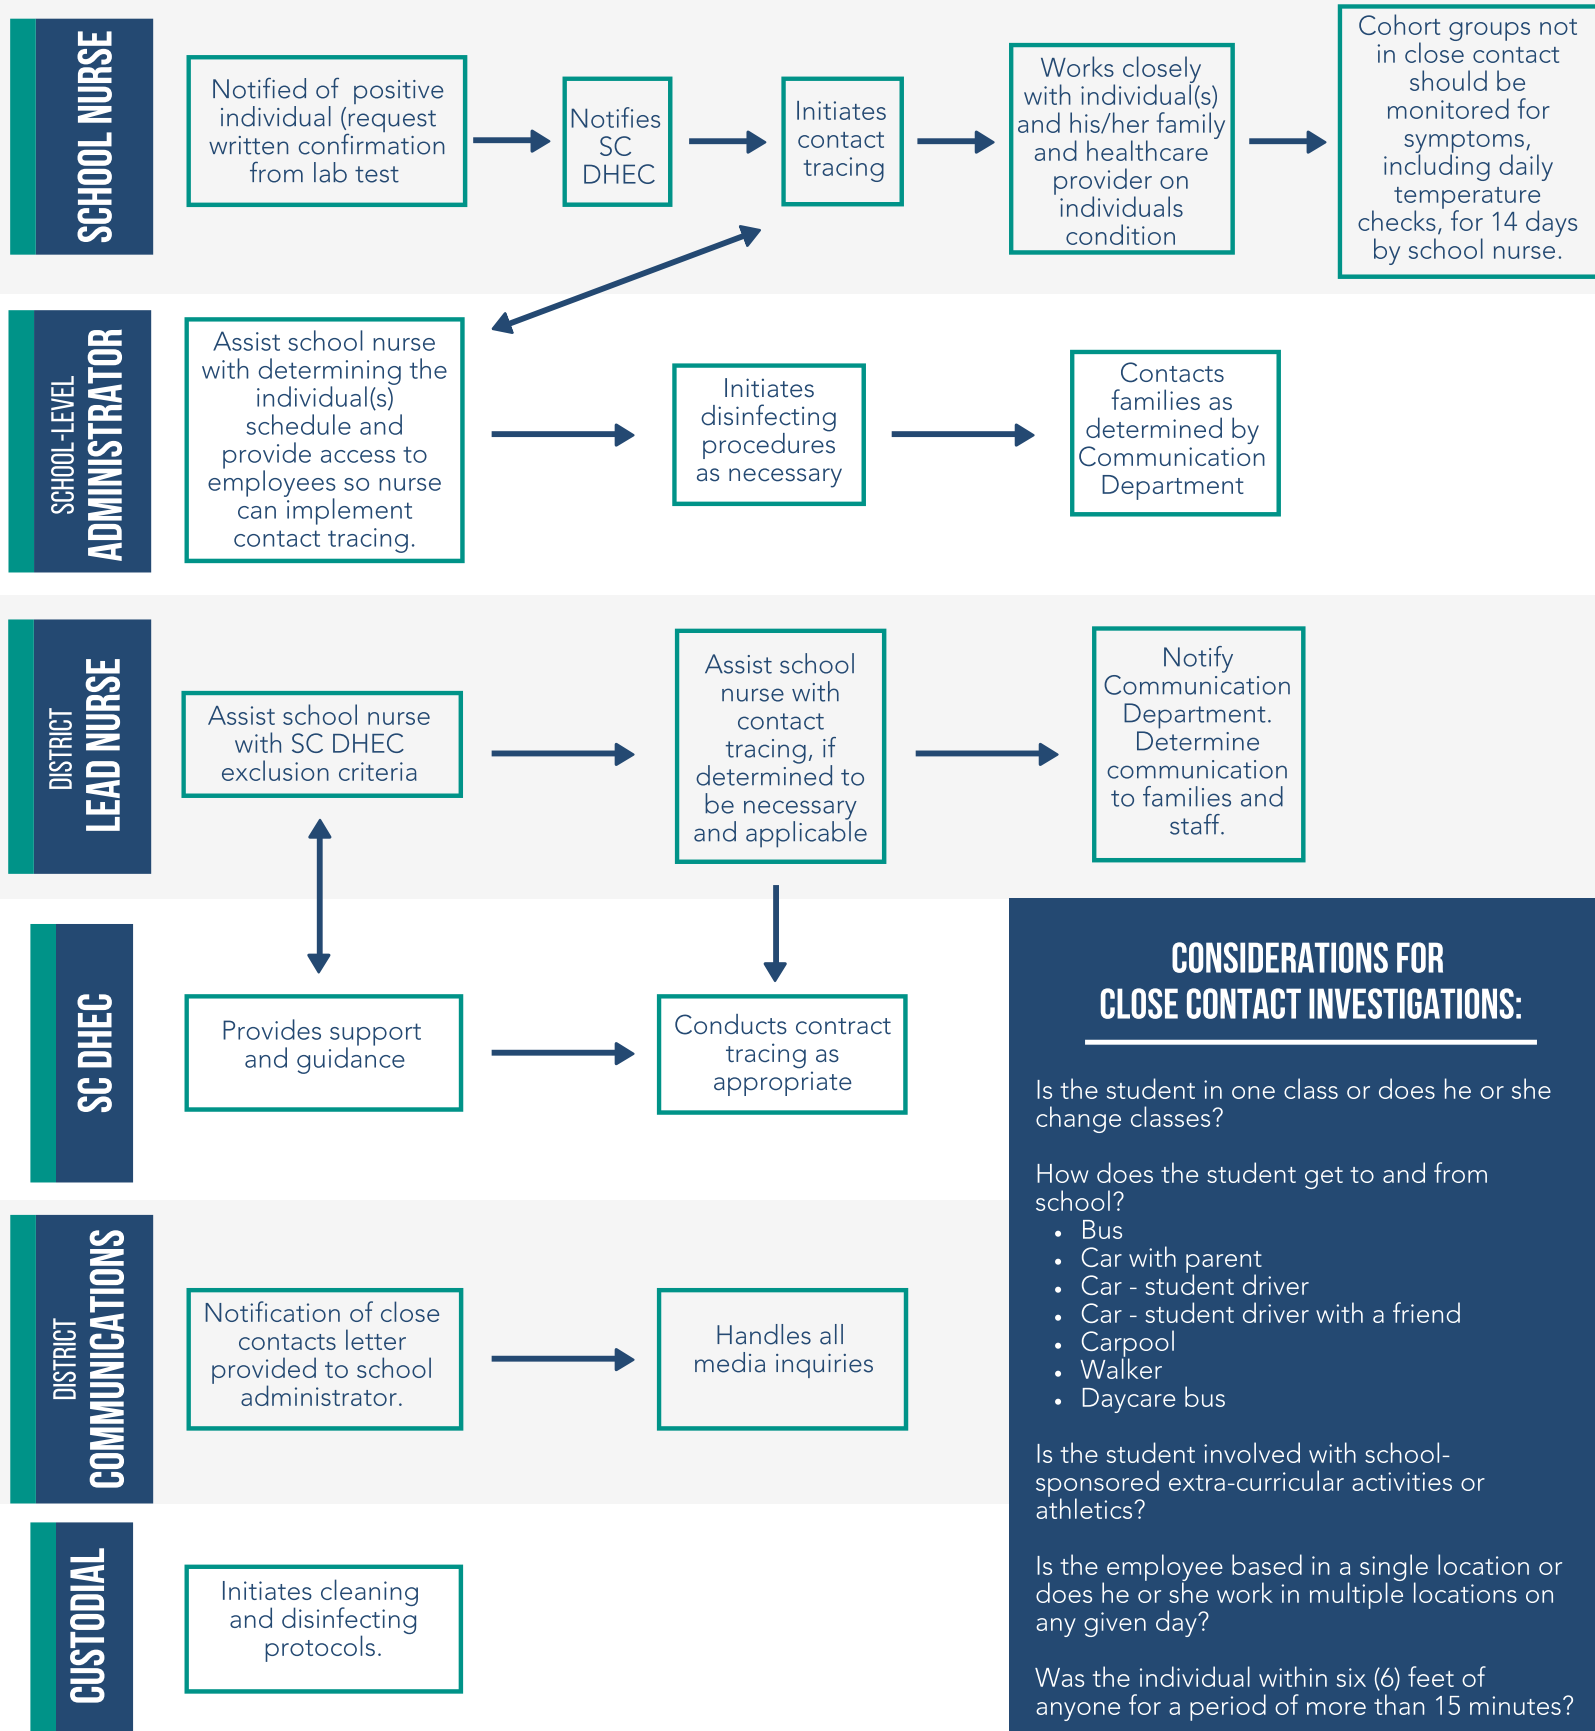 SCHOOL NURSE
Notified of positive
individual (request
written confirmation
from lab test
Notifies
SC
DHEC
Initiates
contact
tracing
Works closely
with individual(s)
and his/her family
and healthcare
provider on
individuals
condition
Cohort groups not
in close contact
should be
monitored for
symptoms,
including daily
temperature
checks, for 14 days
by school nurse.
SCHOOL-LEVEL
ADMINISTRATOR
Assist school nurse
with determining the
individual(s)
schedule and
provide access to
employees so nurse
can implement
contact tracing.
Initiates
disinfecting
procedures
as necessary
Contacts
families as
determined by
Communication
Department
DISTRICT
LEAD NURSE
Assist school nurse
with SC DHEC
exclusion criteria
Assist school
nurse with
contact
tracing, if
determined to
be necessary
and applicable
Notify
Communication
Department.
Determine
communication
to families and
staff.
SC DHEC
Provides support
and guidance
Conducts contract
tracing as
appropriate
DISTRICT
COMMUNICATIONS
Notification of close
contacts letter
provided to school
administrator.
Handles all
media inquiries
CUSTODIAL
Initiates cleaning
and disinfecting
protocols.
CONSIDERATIONS FOR
CLOSE CONTACT INVESTIGATIONS:
Is the student in one class or does he or she
change classes?
How does the student get to and from
school?
• Bus
• Car with parent
• Car - student driver
• Car - student driver with a friend
• Carpool
• Walker
• Daycare bus
Is the student involved with school-
sponsored extra-curricular activities or
athletics?
Is the employee based in a single location or
does he or she work in multiple locations on
any given day?
Was the individual within six (6) feet of
anyone for a period of more than 15 minutes?